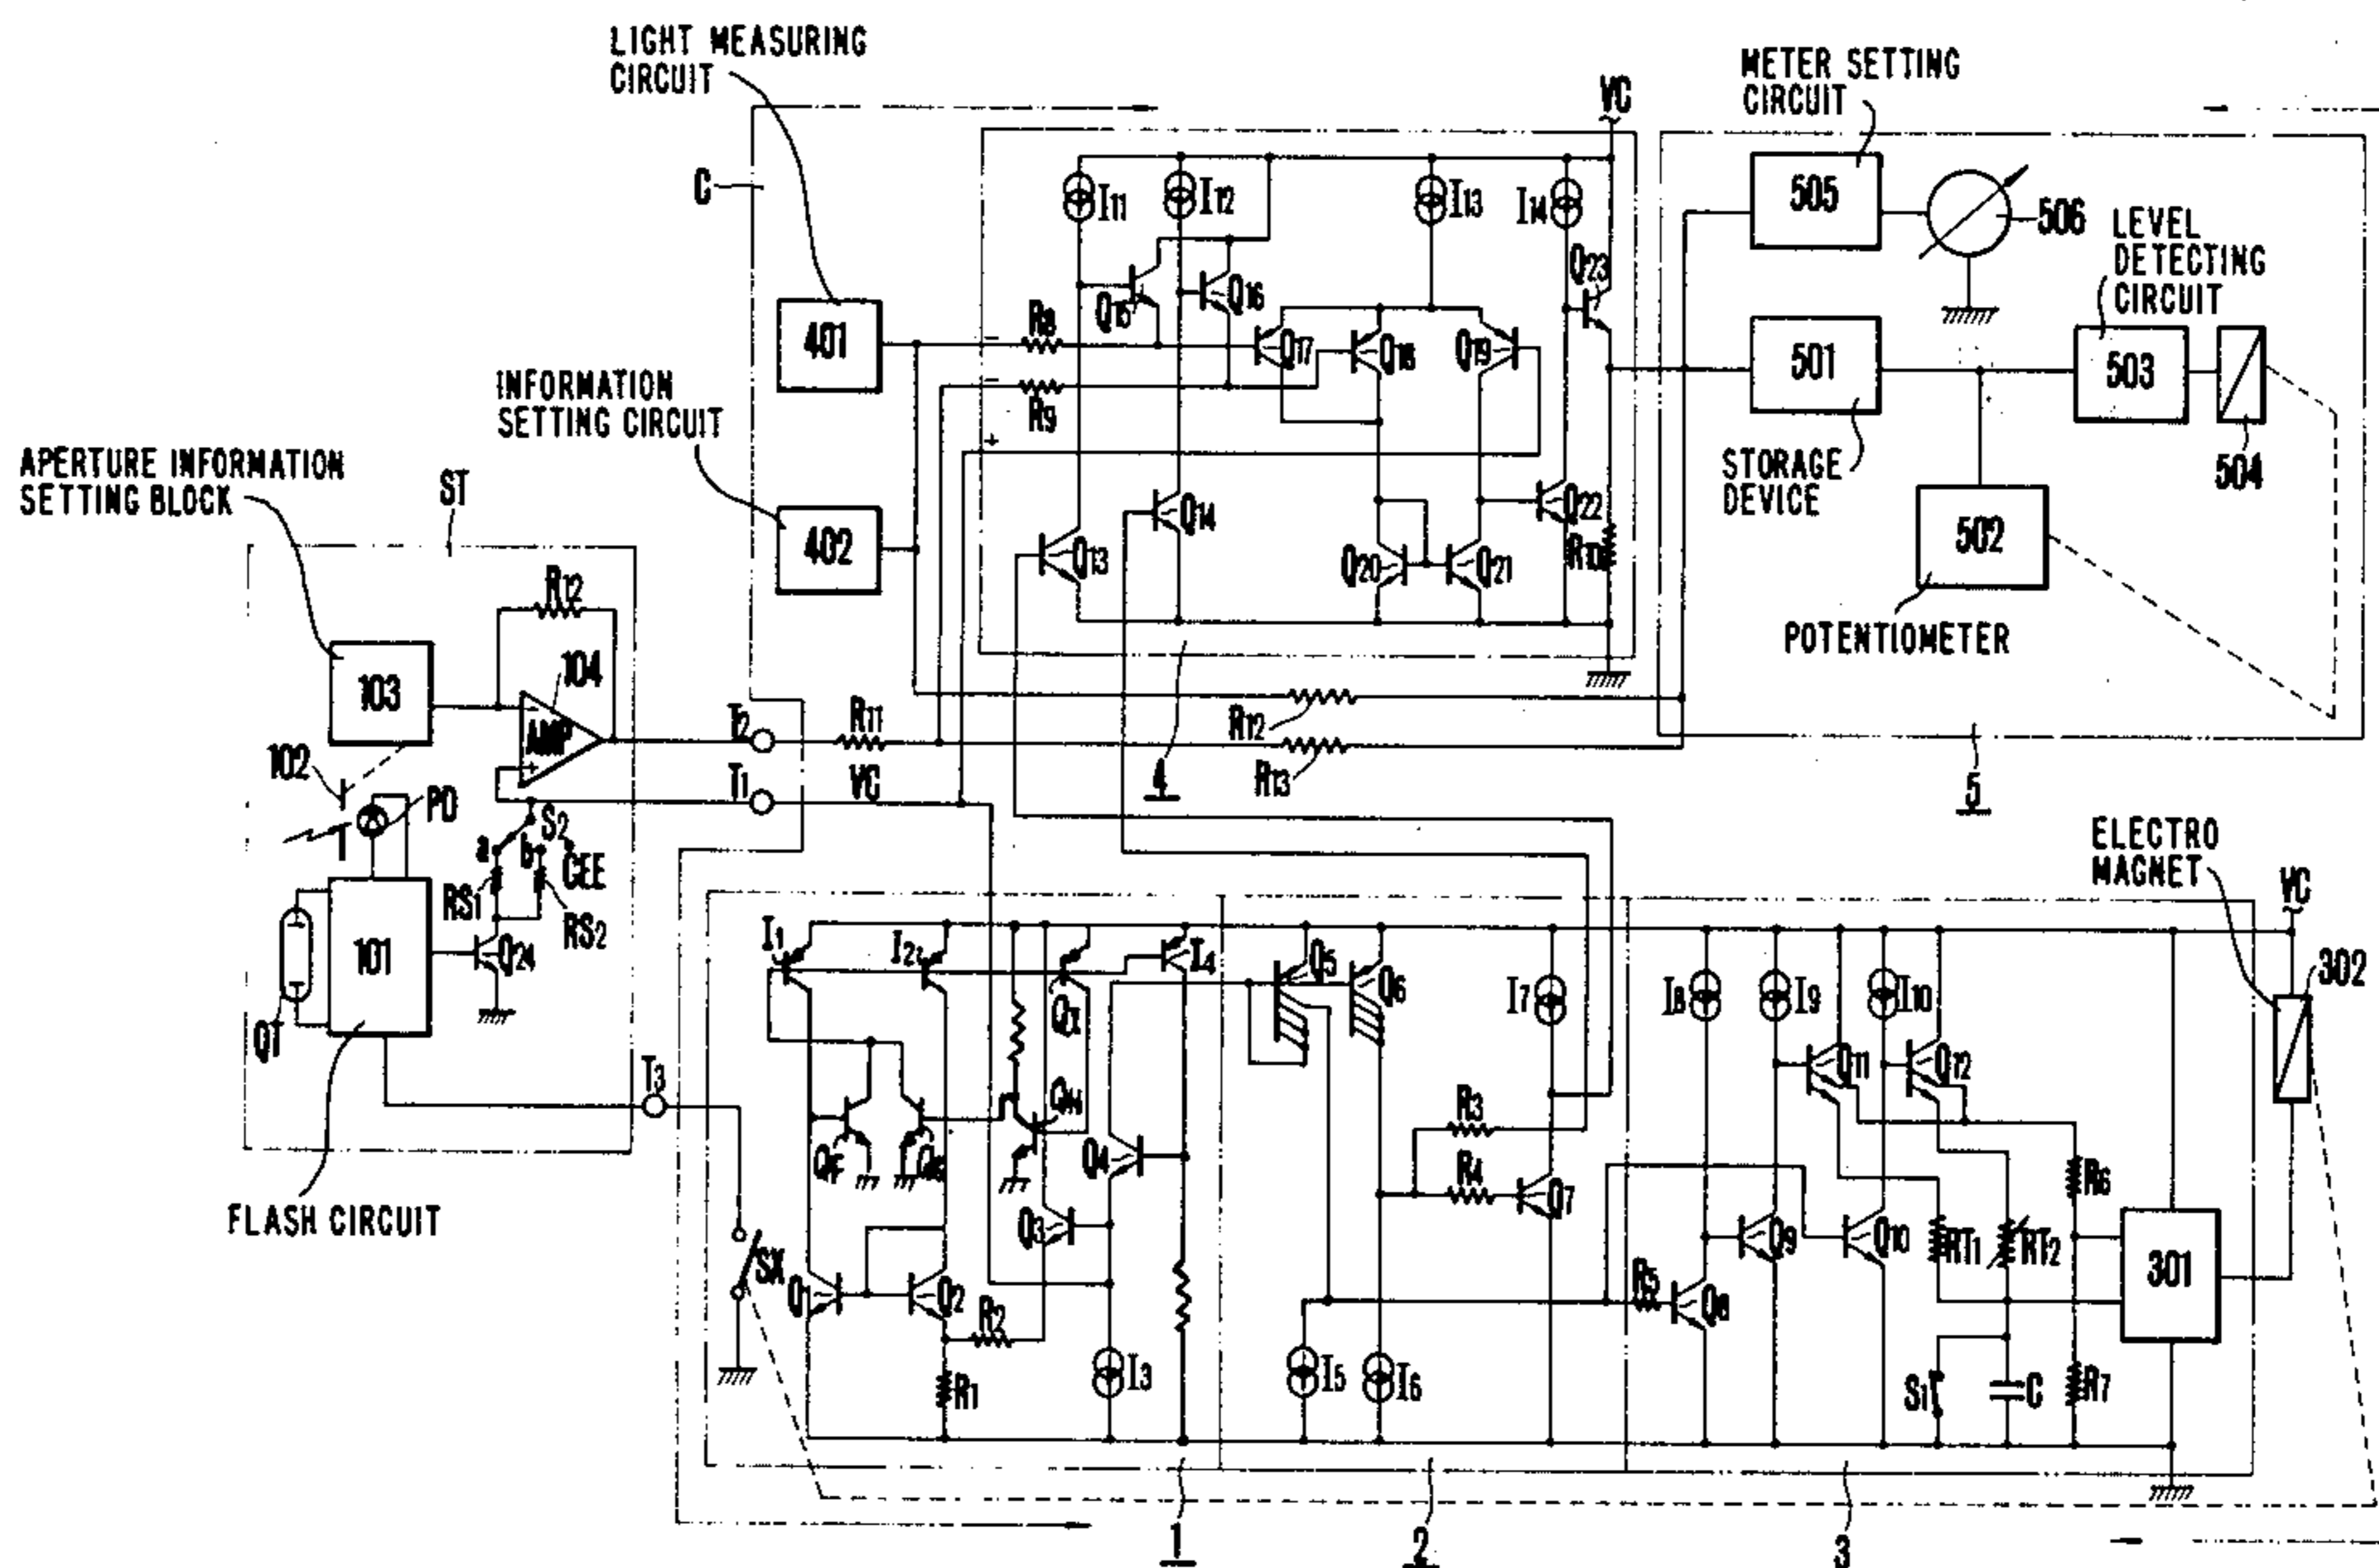 LIGHT MEASURING
CIRCUIT
METER SETTING
CIRCUIT
VC
C
I11
I12
I13
I14
505
506
LEVEL
DETECTING
CIRCUIT
Q23
Q15
Q16
401
R8
Q17
Q18
Q19
501
503
504
INFORMATION
SETTING CIRCUIT
R9
APERTURE INFORMATION
SETTING BLOCK
ST
STORAGE
DEVICE
402
Q14
Q22
502
Q13
Q20
Q21
R10
R12
POTENTIOMETER
103
104
AMP
T2
R11
R12
102
PD
T1
VC
R13
4
5
S2
a
b
GEE
RS1
RS2
ELECTRO
MAGNET
VC
101
Q24
QT
I1
I2
I4
Q5
Q6
I7
I8
I9
I10
302
T3
Q11
Q12
R3
Q4
R4
Q7
R6
FLASH CIRCUIT
SX
Q3
Q9
Q10
RT1
RT2
301
Q1
Q2
R2
R5
Q8
R1
I3
I5
I6
S1
C
R7
1
2
3